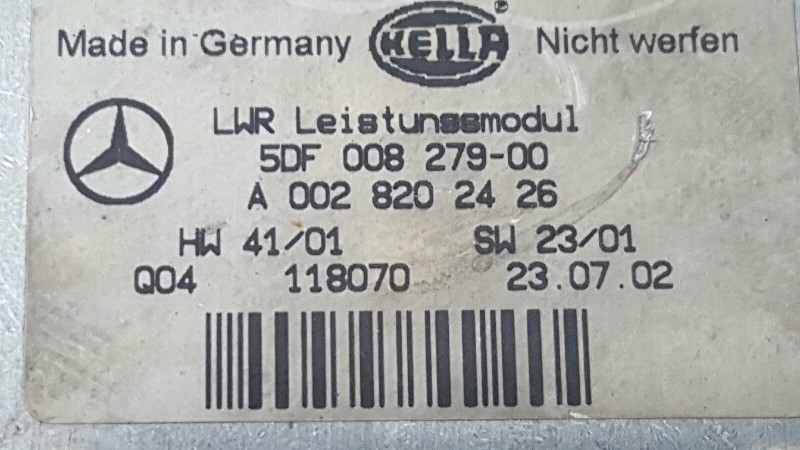 Made in Germany HELLA Nicht werfen
LWR Leistungsmodul
5DF 008 279-00
A 002 820 24 26
HW 41/01 SW 23/01
Q04 118070 23.07.02